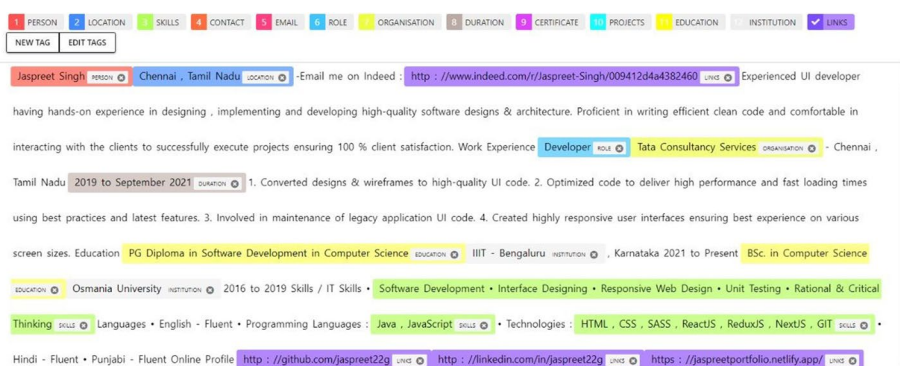 1 PERSON 2 LOCATION 3 SKILLS 4 CONTACT 5 EMAIL 6 ROLE 7 ORGANISATION 8 DURATION 9 CERTIFICATE 10 PROJECTS 11 EDUCATION 12 INSTITUTION LINKS
NEW TAG EDIT TAGS
Jaspreet Singh PERSON Chennai , Tamil Nadu LOCATION -Email me on Indeed : http : //www.indeed.com/r/Jaspreet-Singh/009412d4a4382460 LINKS Experienced UI developer
having hands-on experience in designing , implementing and developing high-quality software designs & architecture. Proficient in writing efficient clean code and comfortable in
interacting with the clients to successfully execute projects ensuring 100 % client satisfaction. Work Experience Developer ROLE Tata Consultancy Services ORGANISATION - Chennai ,
Tamil Nadu 2019 to September 2021 DURATION 1. Converted designs & wireframes to high-quality UI code. 2. Optimized code to deliver high performance and fast loading times
using best practices and latest features. 3. Involved in maintenance of legacy application UI code. 4. Created highly responsive user interfaces ensuring best experience on various
screen sizes. Education PG Diploma in Software Development in Computer Science EDUCATION IIIT - Bengaluru INSTITUTION , Karnataka 2021 to Present BSc. in Computer Science
EDUCATION Osmania University INSTITUTION 2016 to 2019 Skills / IT Skills • Software Development • Interface Designing • Responsive Web Design • Unit Testing • Rational & Critical
Thinking SKILLS Languages • English - Fluent • Programming Languages : Java , JavaScript SKILLS • Technologies : HTML , CSS , SASS , ReactJS , ReduxJS , NextJS , GIT SKILLS •
Hindi - Fluent • Punjabi - Fluent Online Profile http : //github.com/jaspreet22g LINKS http : //linkedin.com/in/jaspreet22g LINKS https : //jaspreetportfolio.netlify.app/ LINKS